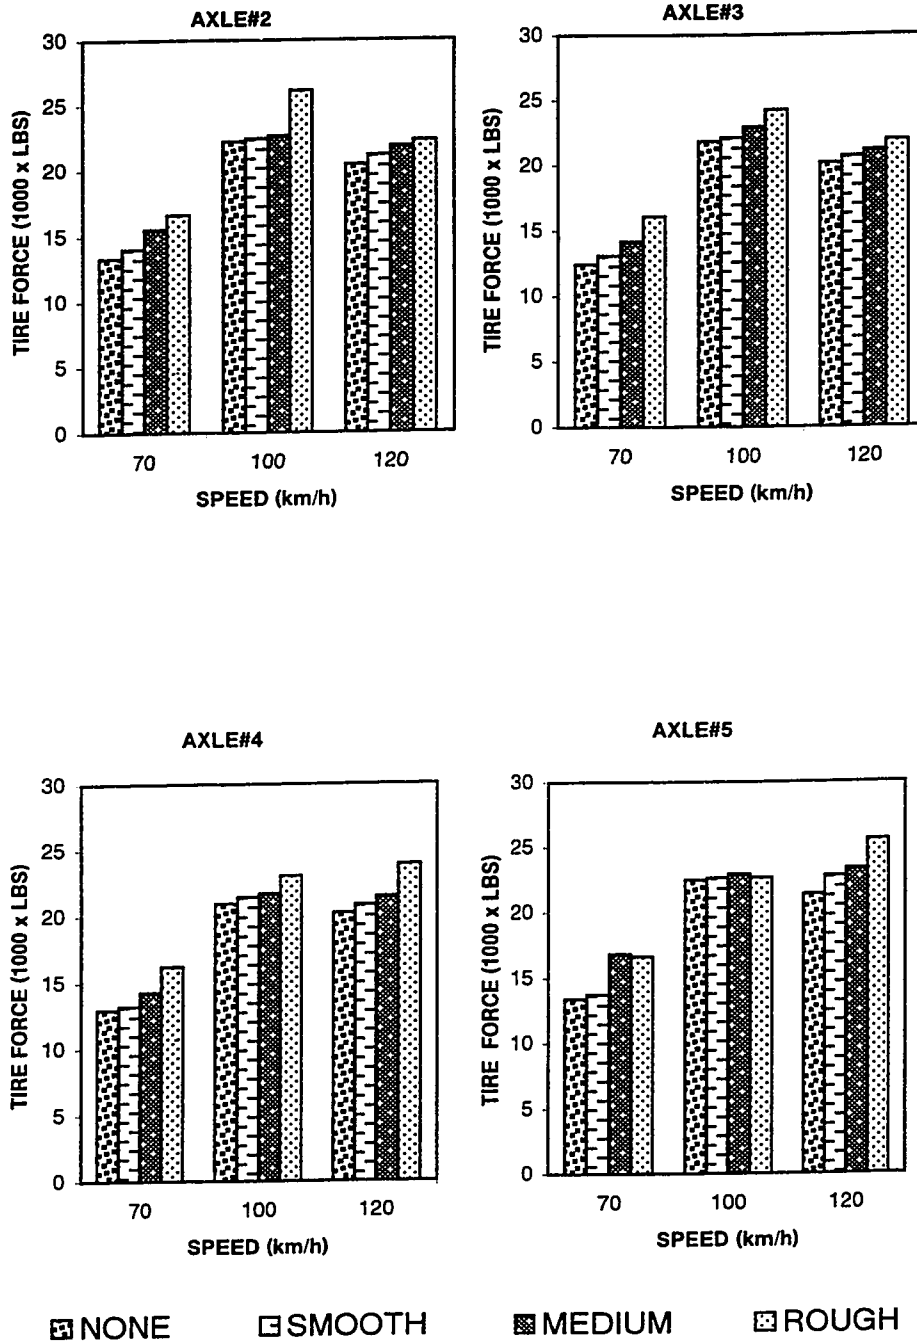 AXLE#2
TIRE FORCE (1000 x LBS)
30
25
20
15
10
5
0
70 100 120
SPEED (km/h)
AXLE#3
TIRE FORCE (1000 x LBS)
30
25
20
15
10
5
0
70 100 120
SPEED (km/h)
AXLE#4
TIRE FORCE (1000 x LBS)
30
25
20
15
10
5
0
70 100 120
SPEED (km/h)
AXLE#5
TIRE FORCE (1000 x LBS)
30
25
20
15
10
5
0
70 100 120
SPEED (km/h)
NONE SMOOTH MEDIUM ROUGH